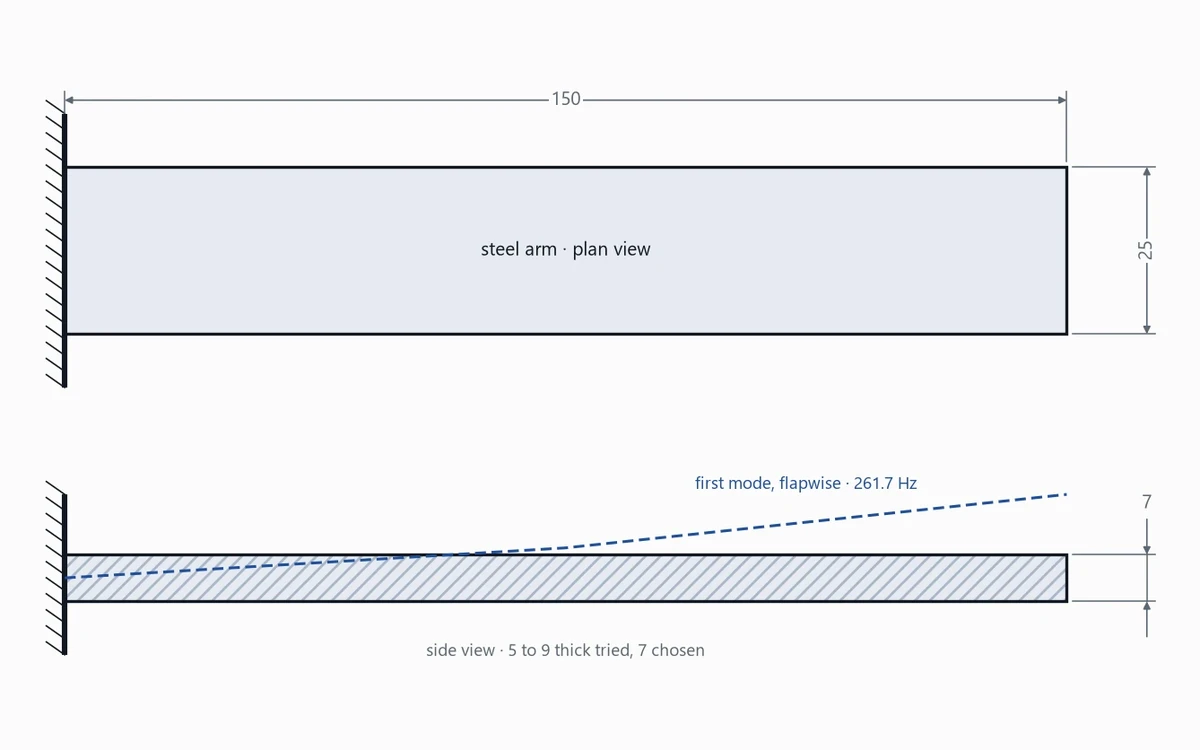 150
steel arm · plan view
25
first mode, flapwise · 261.7 Hz
7
side view · 5 to 9 thick tried, 7 chosen